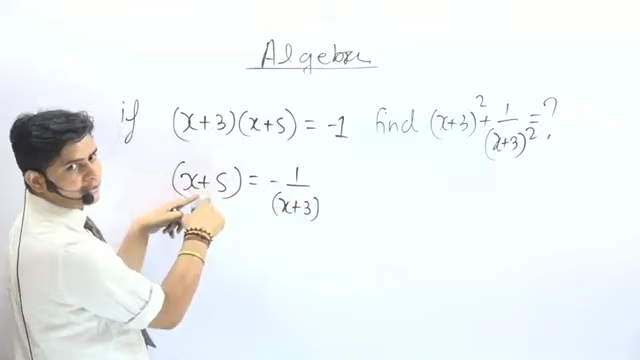 Algebra
if (x+3)(x+5) = -1 find (x+3)² + 1/(x+3)² = ?
(x+5) = - 1/(x+3)